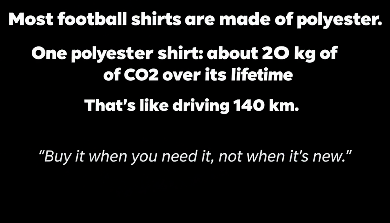 Most football shirts are made of polyester.
One polyester shirt: about 20 kg of
of CO2 over its lifetime
That's like driving 140 km.
“Buy it when you need it, not when it's new.”